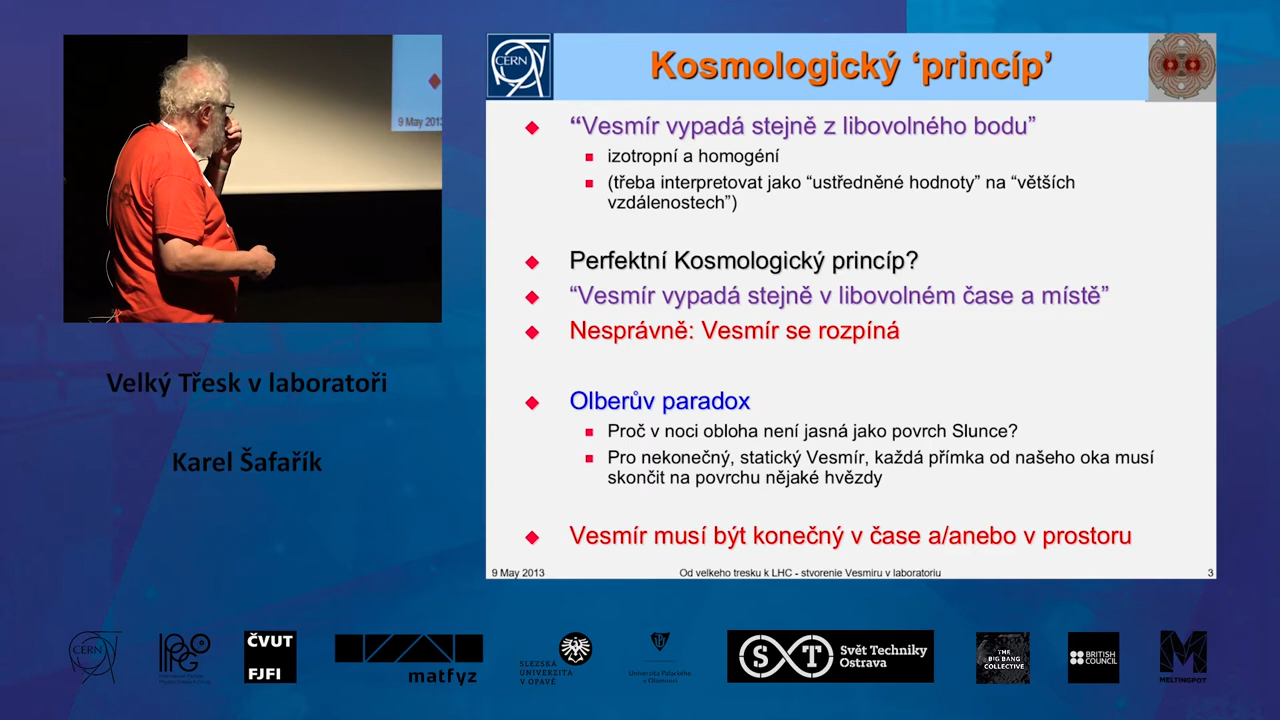 9 May 2013
Velký Třesk v laboratoři
Karel Šafařík
CERN
Kosmologický ‘princíp’
“Vesmír vypadá stejně z libovolného bodu”
izotropní a homogéní
(třeba interpretovat jako “ustředněné hodnoty” na “větších
vzdálenostech”)
Perfektní Kosmologický princíp?
“Vesmír vypadá stejně v libovolném čase a místě”
Nesprávně: Vesmír se rozpíná
Olberův paradox
Proč v noci obloha není jasná jako povrch Slunce?
Pro nekonečný, statický Vesmír, každá přímka od našeho oka musí
skončit na povrchu nějaké hvězdy
Vesmír musí být konečný v čase a/anebo v prostoru
9 May 2013
Od velkeho tresku k LHC - stvorenie Vesmiru v laboratoriu
3
CERN
ČVUT
FJFI
matfyz
SLEZSKÁ
UNIVERZITA
V OPAVĚ
Univerzita Palackého
v Olomouci
S T
Svět Techniky
Ostrava
THE
BIG BANG
COLLECTIVE
BRITISH
COUNCIL
MELTINGPOT